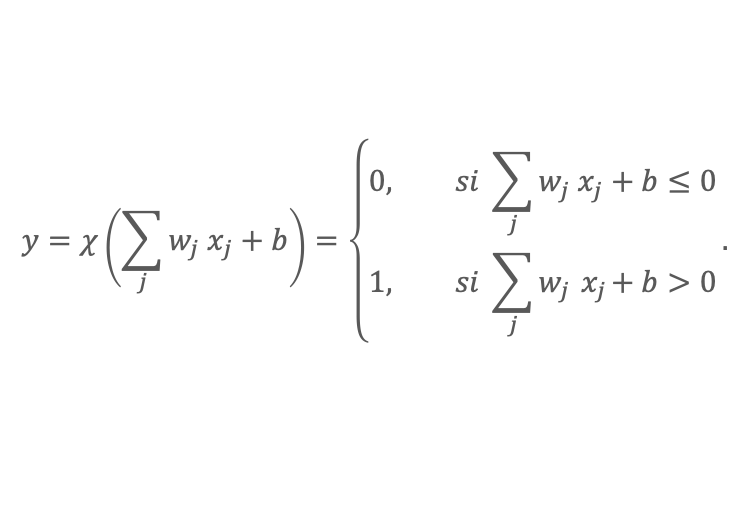 y = χ(∑_j w_j x_j + b) = { 0, si ∑_j w_j x_j + b ≤ 0
1, si ∑_j w_j x_j + b > 0 .